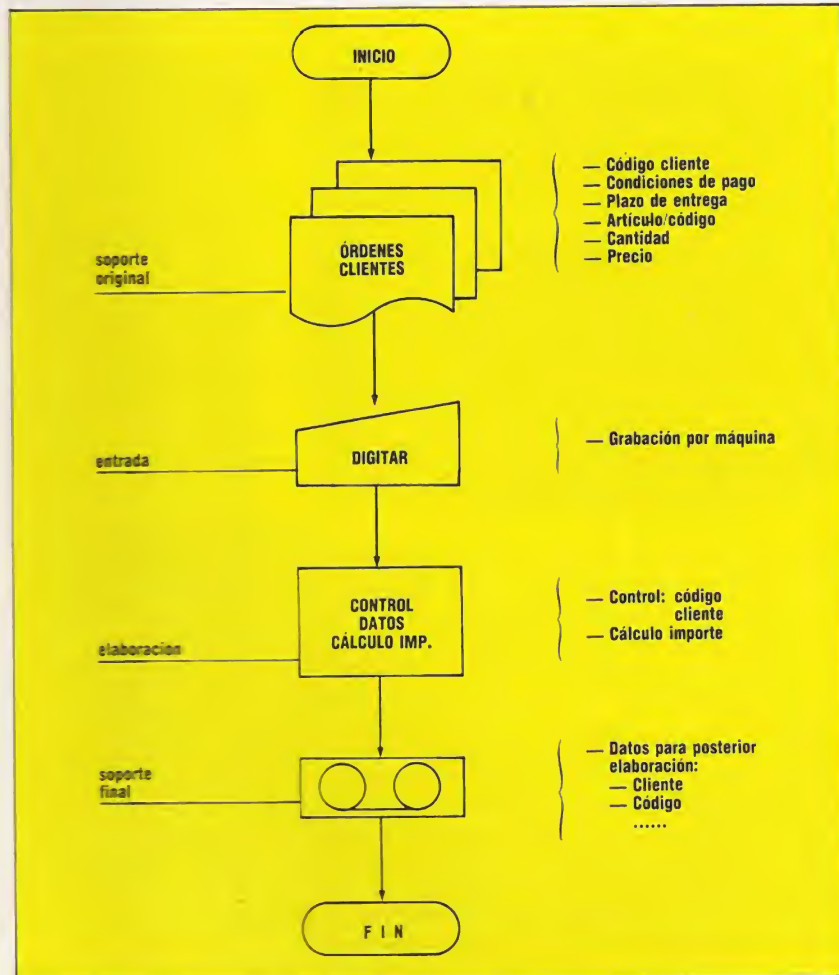 INICIO
ÓRDENES
CLIENTES
soporte
original
— Código cliente
— Condiciones de pago
— Plazo de entrega
— Artículo/código
— Cantidad
— Precio
entrada
DIGITAR
— Grabación por máquina
elaboración
CONTROL
DATOS
CÁLCULO IMP.
— Control: código
cliente
— Cálculo importe
soporte
final
— Datos para posterior
elaboración:
— Cliente
— Código
......
F I N